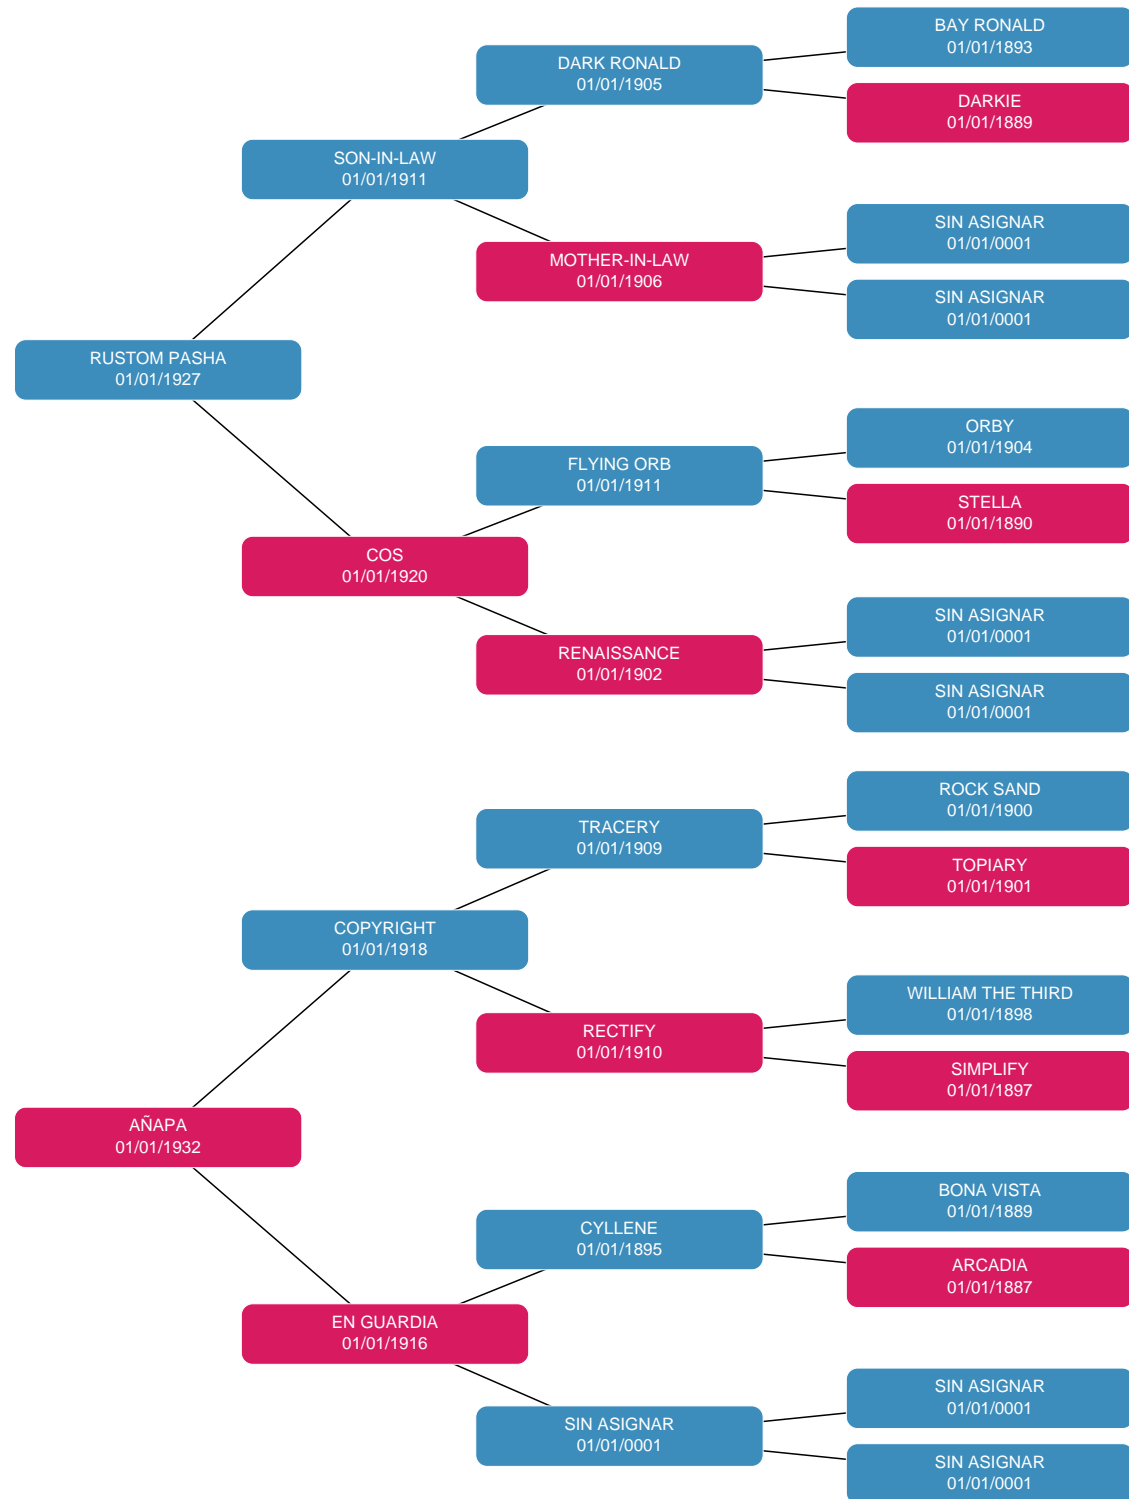 BAY RONALD
01/01/1893
DARK RONALD
01/01/1905
DARKIE
01/01/1889
SON-IN-LAW
01/01/1911
SIN ASIGNAR
01/01/0001
MOTHER-IN-LAW
01/01/1906
SIN ASIGNAR
01/01/0001
RUSTOM PASHA
01/01/1927
ORBY
01/01/1904
FLYING ORB
01/01/1911
STELLA
01/01/1890
COS
01/01/1920
SIN ASIGNAR
01/01/0001
RENAISSANCE
01/01/1902
SIN ASIGNAR
01/01/0001
ROCK SAND
01/01/1900
TRACERY
01/01/1909
TOPIARY
01/01/1901
COPYRIGHT
01/01/1918
WILLIAM THE THIRD
01/01/1898
RECTIFY
01/01/1910
SIMPLIFY
01/01/1897
AÑAPA
01/01/1932
BONA VISTA
01/01/1889
CYLLENE
01/01/1895
ARCADIA
01/01/1887
EN GUARDIA
01/01/1916
SIN ASIGNAR
01/01/0001
SIN ASIGNAR
01/01/0001
SIN ASIGNAR
01/01/0001